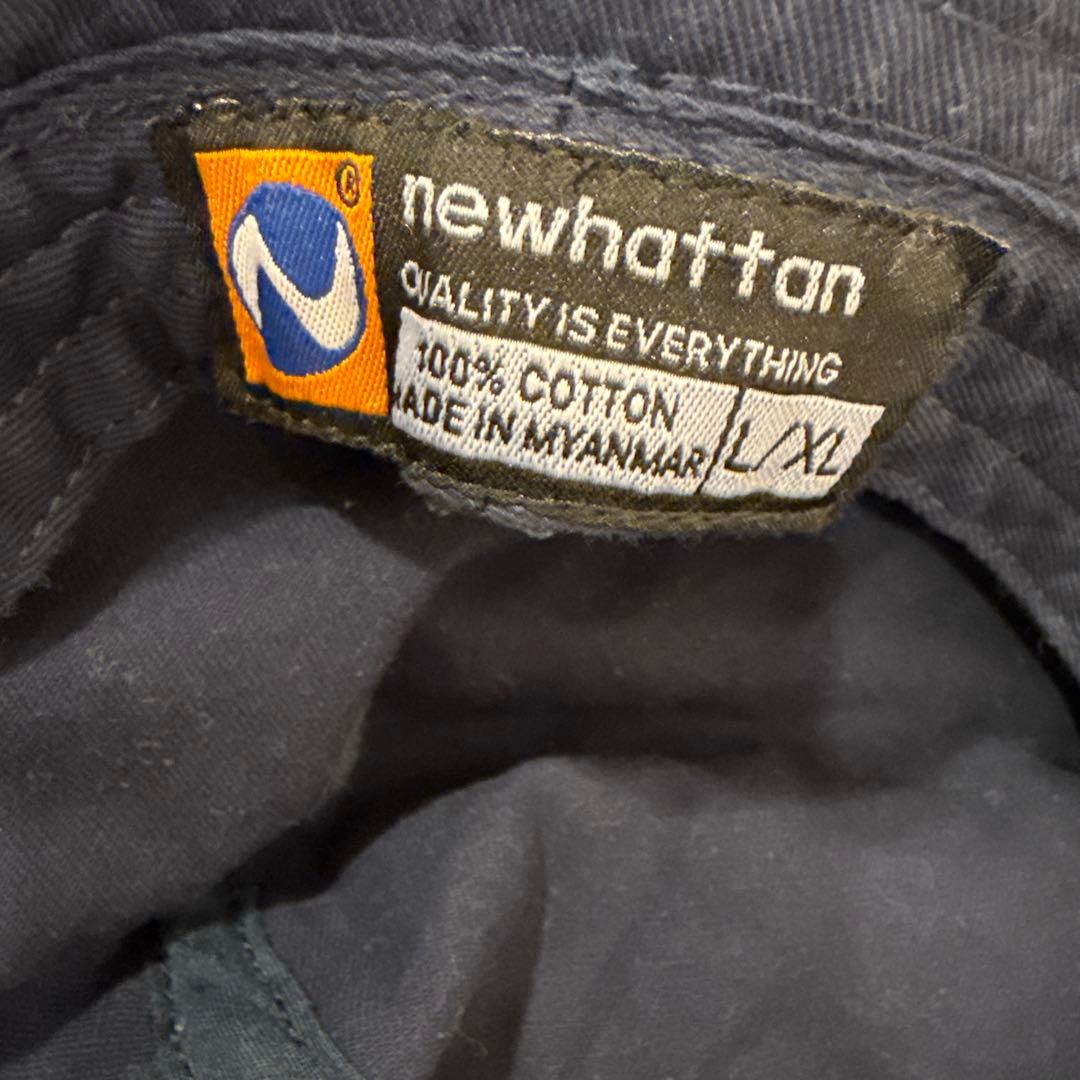 ®
newhattan
QUALITY IS EVERYTHING
100% COTTON
MADE IN MYANMAR
L/XL